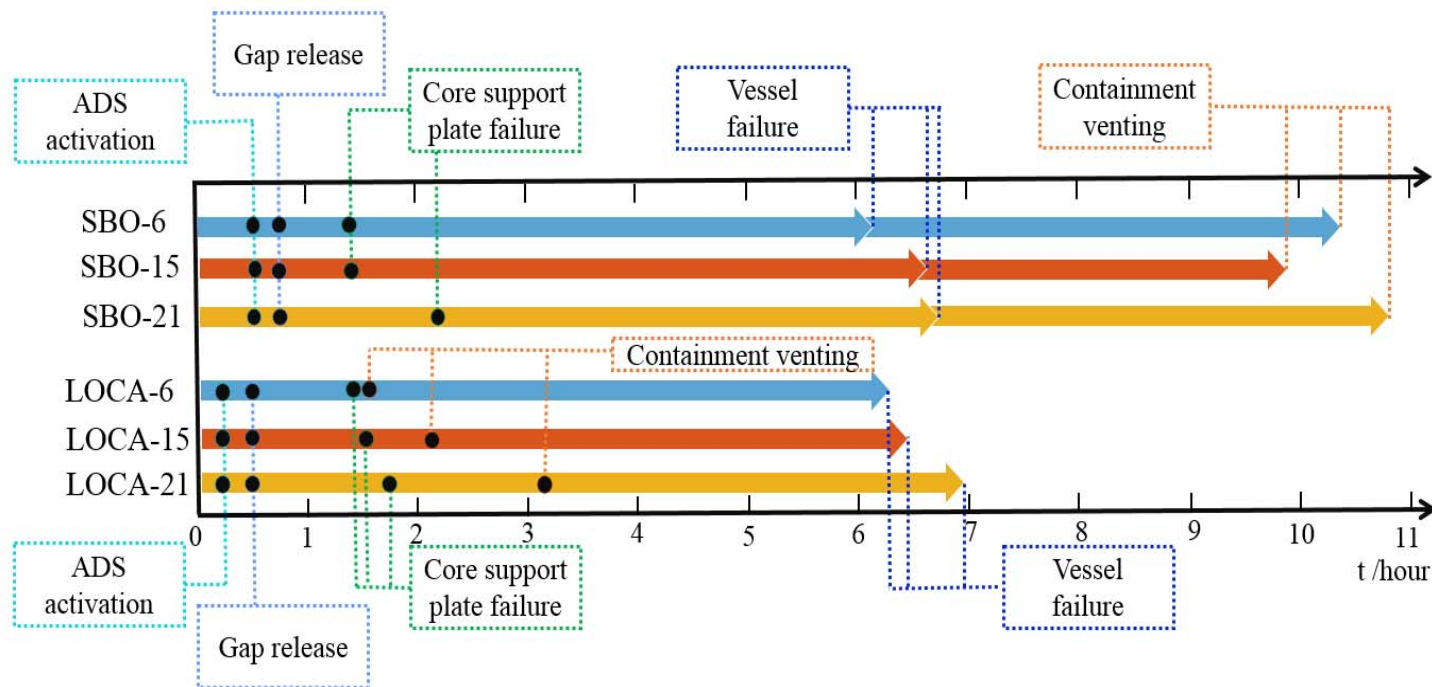 Gap release
ADS
activation
Core support
plate failure
Vessel
failure
Containment
venting
SBO-6
SBO-15
SBO-21
Containment venting
LOCA-6
LOCA-15
LOCA-21
0 1 2 3 4 5 6 7 8 9 10 11
t /hour
ADS
activation
Core support
plate failure
Vessel
failure
Gap release